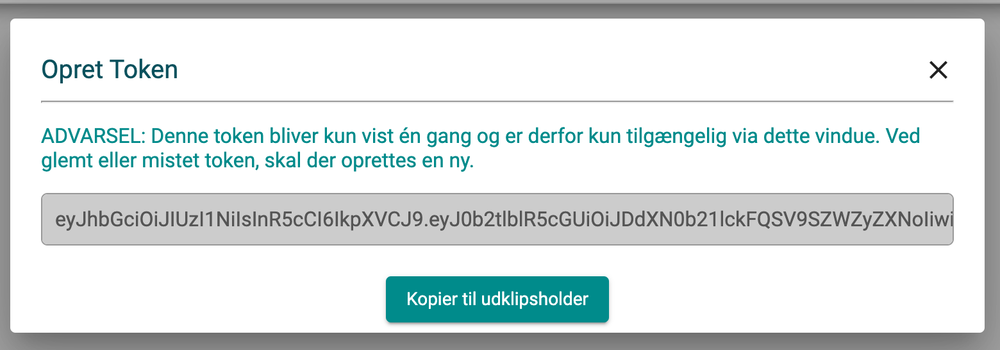 Opret Token
ADVARSEL: Denne token bliver kun vist én gang og er derfor kun tilgængelig via dette vindue. Ved
glemt eller mistet token, skal der oprettes en ny.
eyJhbGciOiJIUzI1NiIsInR5cCI6IkpXVCJ9.eyJ0b2tlblR5cGUiOiJDdXN0b21lckFQSV9SZWZyZXNoIiwi
Kopier til udklipsholder